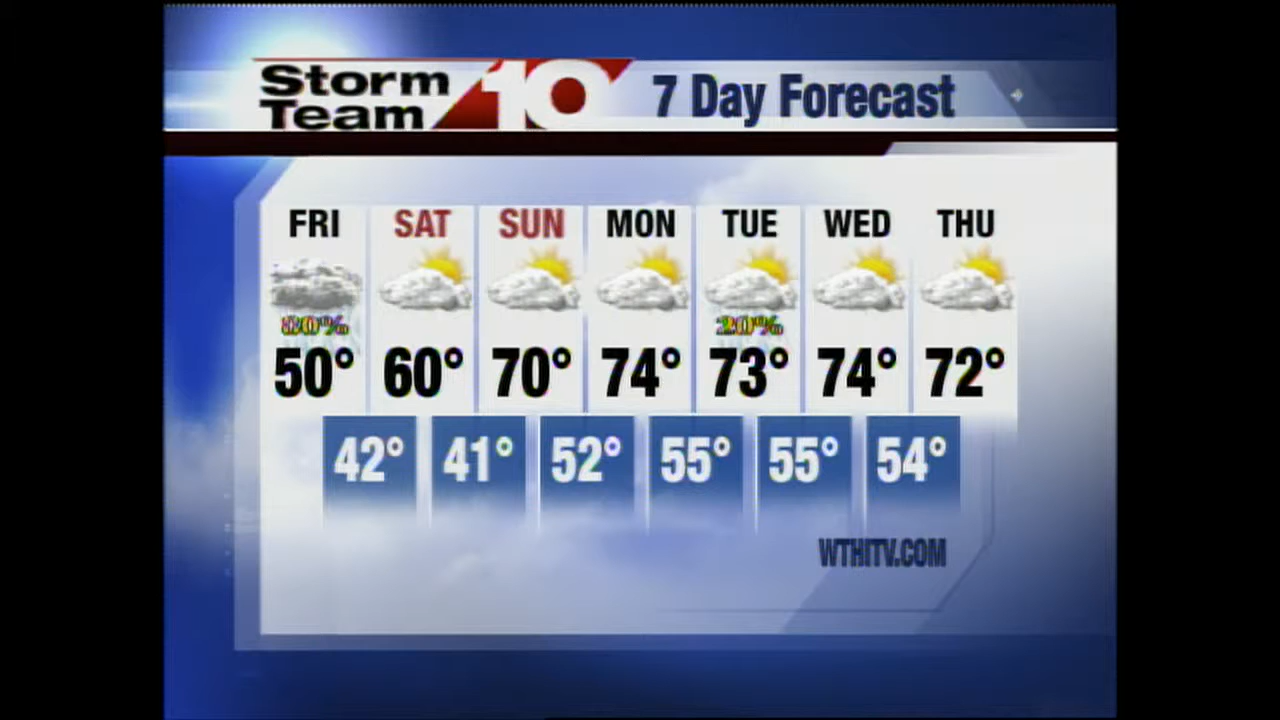 Storm
Team 10
7 Day Forecast
FRI SAT SUN MON TUE WED THU
80% 20%
50° 60° 70° 74° 73° 74° 72°
42° 41° 52° 55° 55° 54°
WTHITV.COM